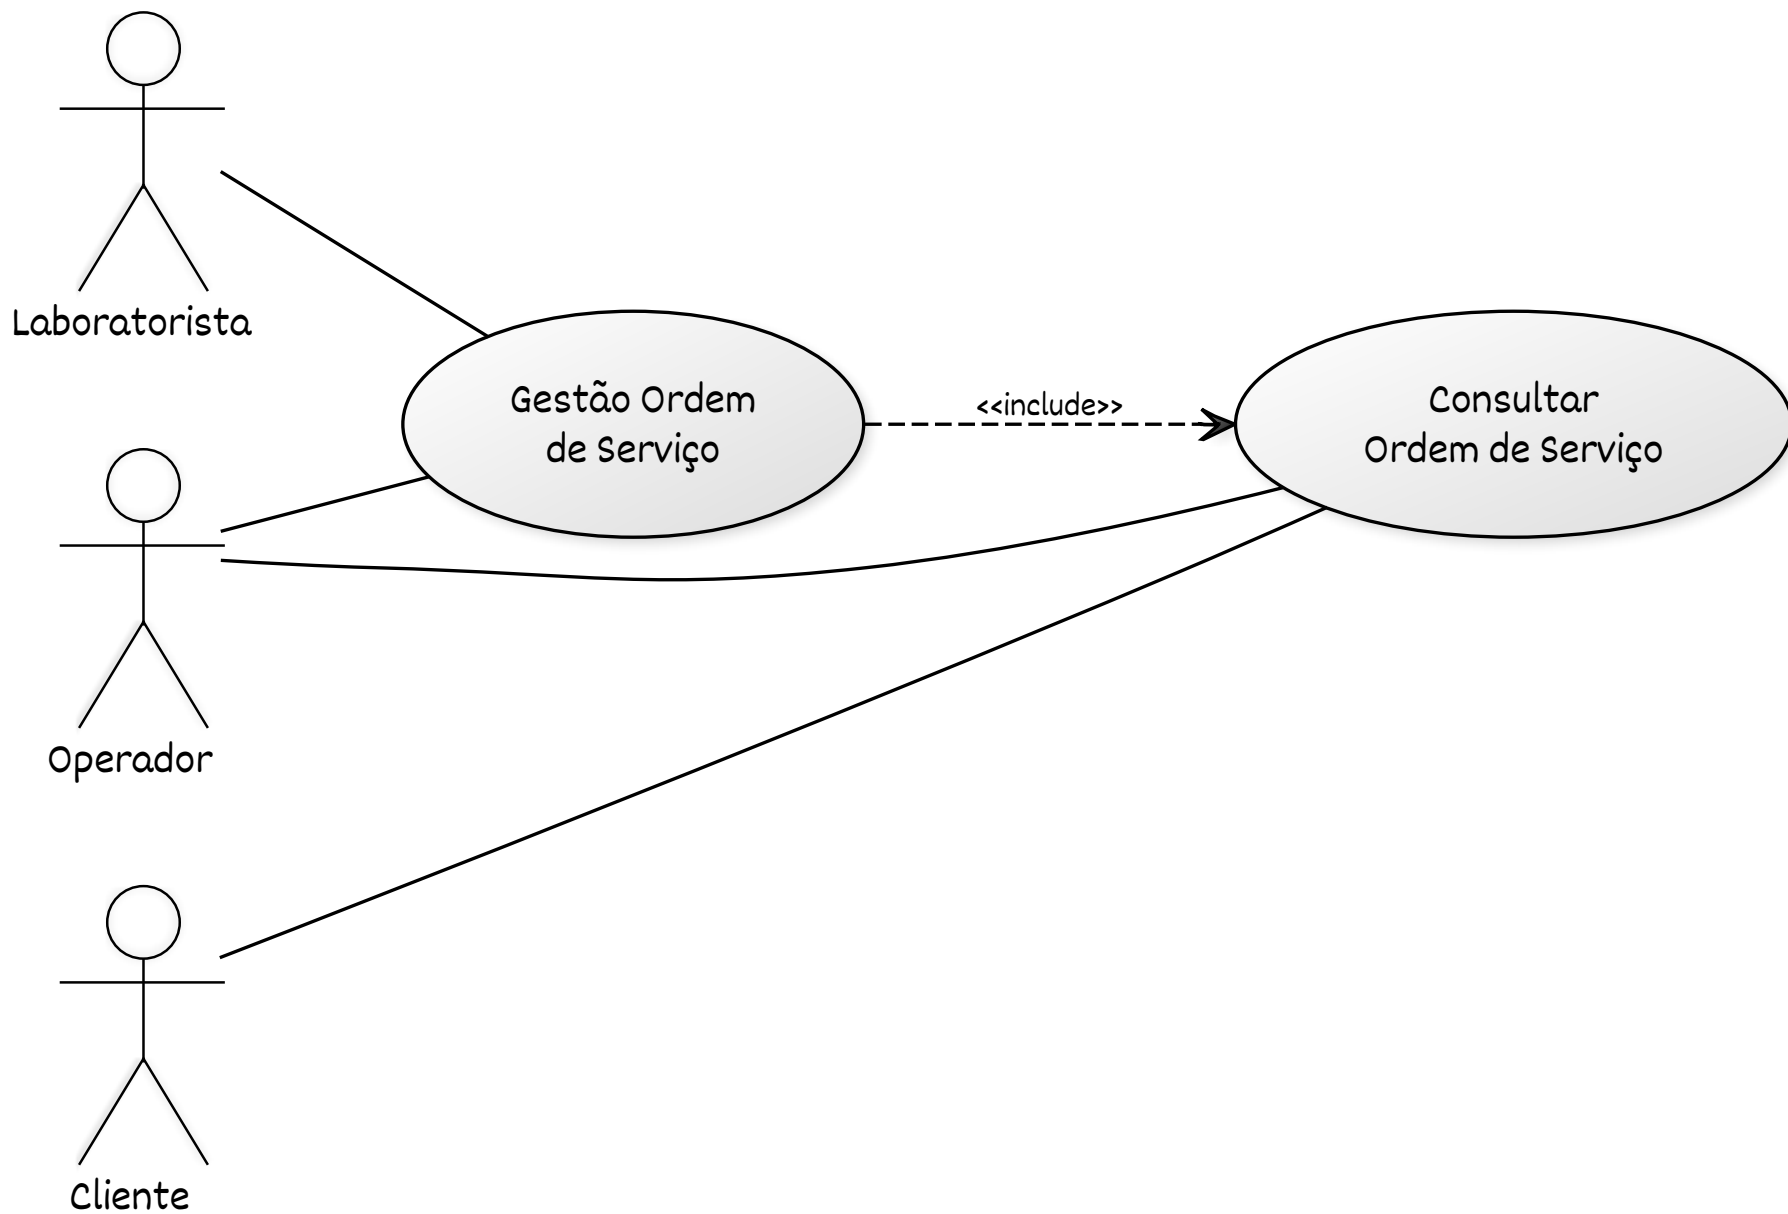 Laboratorista
Gestão Ordem
de Serviço
<<include>>
Consultar
Ordem de Serviço
Operador
Cliente